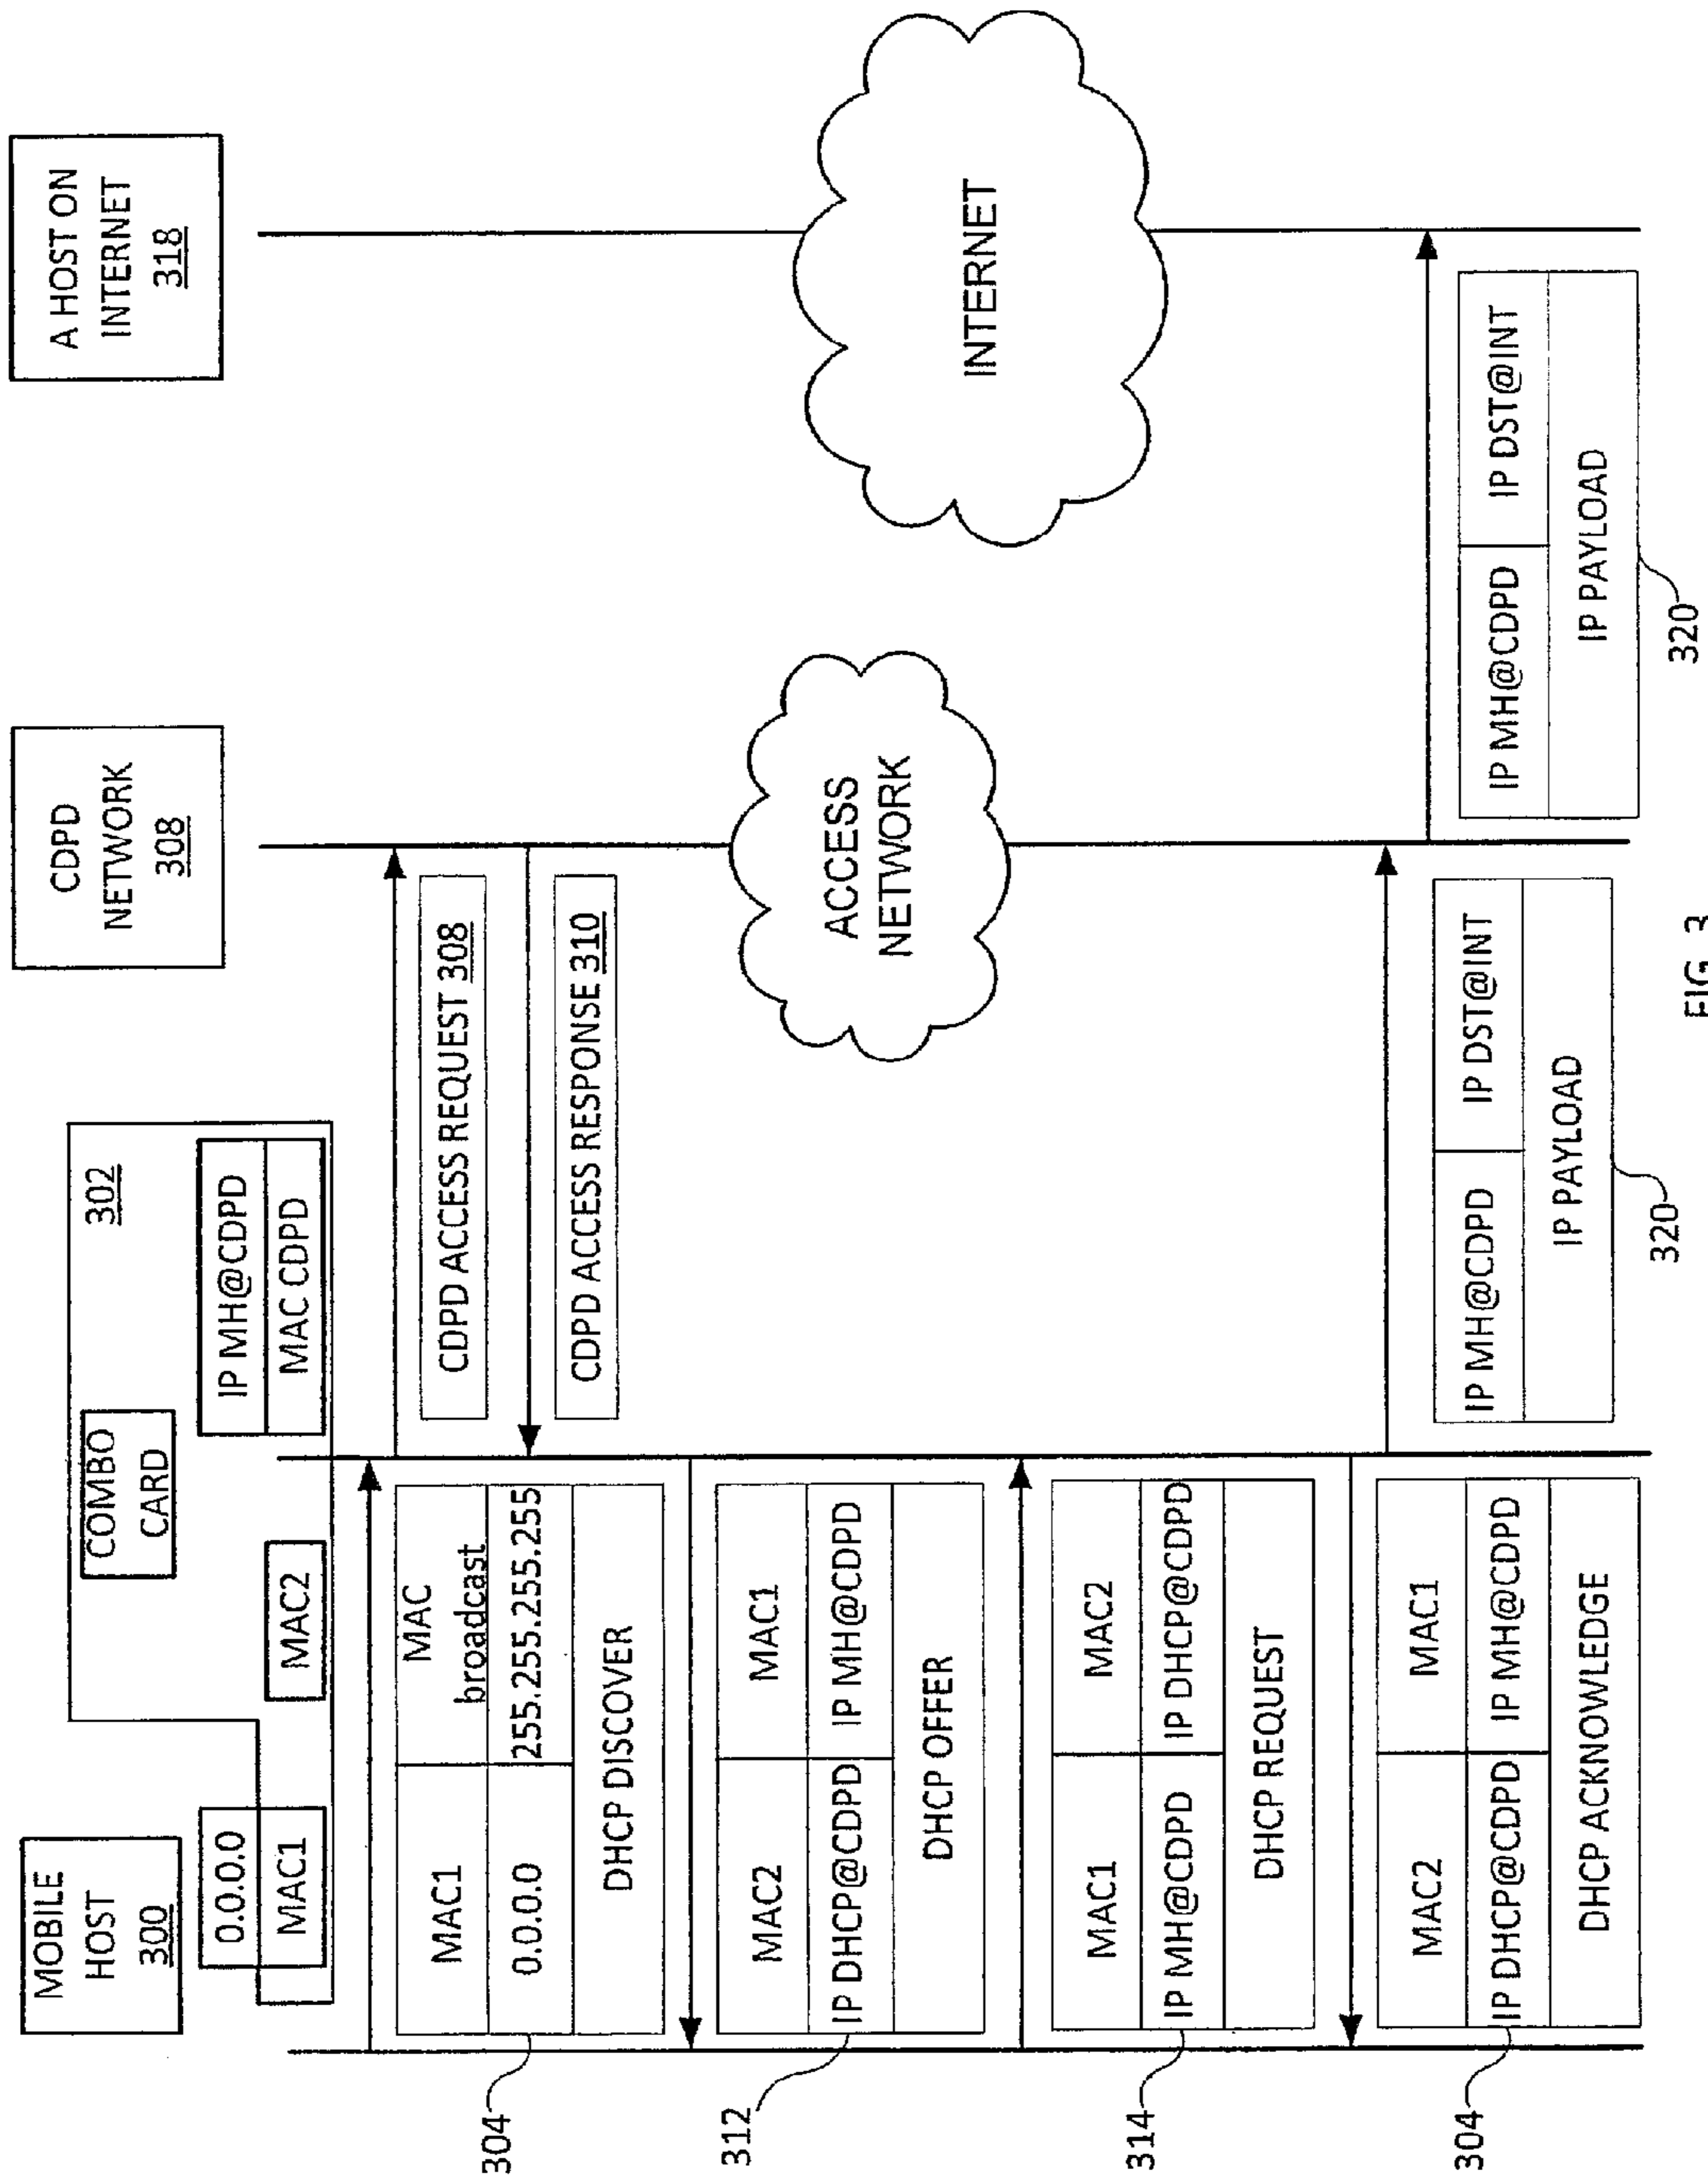 MOBILE
HOST
300
0.0.0.0
MAC1
COMBO
CARD
302
MAC2
IP MH@CDPD
MAC CDPD
CDPD
NETWORK
308
A HOST ON
INTERNET
318
304
MAC1
MAC
broadcast
0.0.0.0
255.255.255.255
DHCP DISCOVER
CDPD ACCESS REQUEST 308
CDPD ACCESS RESPONSE 310
312
MAC2
MAC1
IP DHCP@CDPD
IP MH@CDPD
DHCP OFFER
ACCESS
NETWORK
INTERNET
314
MAC1
MAC2
IP MH@CDPD
IP DHCP@CDPD
DHCP REQUEST
304
MAC2
MAC1
IP DHCP@CDPD
IP MH@CDPD
DHCP ACKNOWLEDGE
IP MH@CDPD
IP DST@INT
IP PAYLOAD
320
IP MH@CDPD
IP DST@INT
IP PAYLOAD
320
FIG. 3